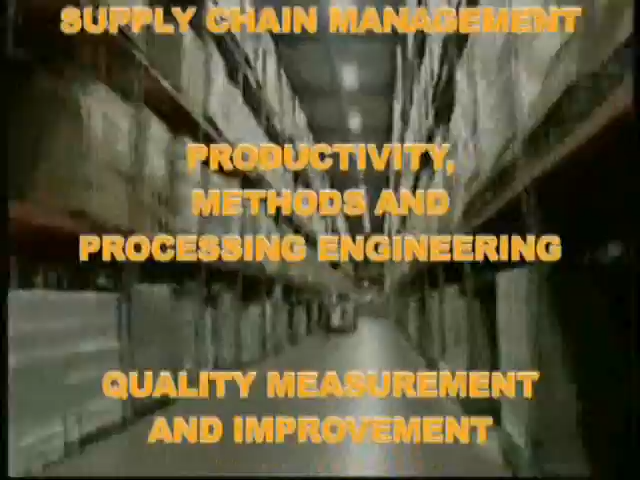 SUPPLY CHAIN MANAGEMENT
PRODUCTIVITY,
METHODS AND
PROCESSING ENGINEERING
QUALITY MEASUREMENT
AND IMPROVEMENT